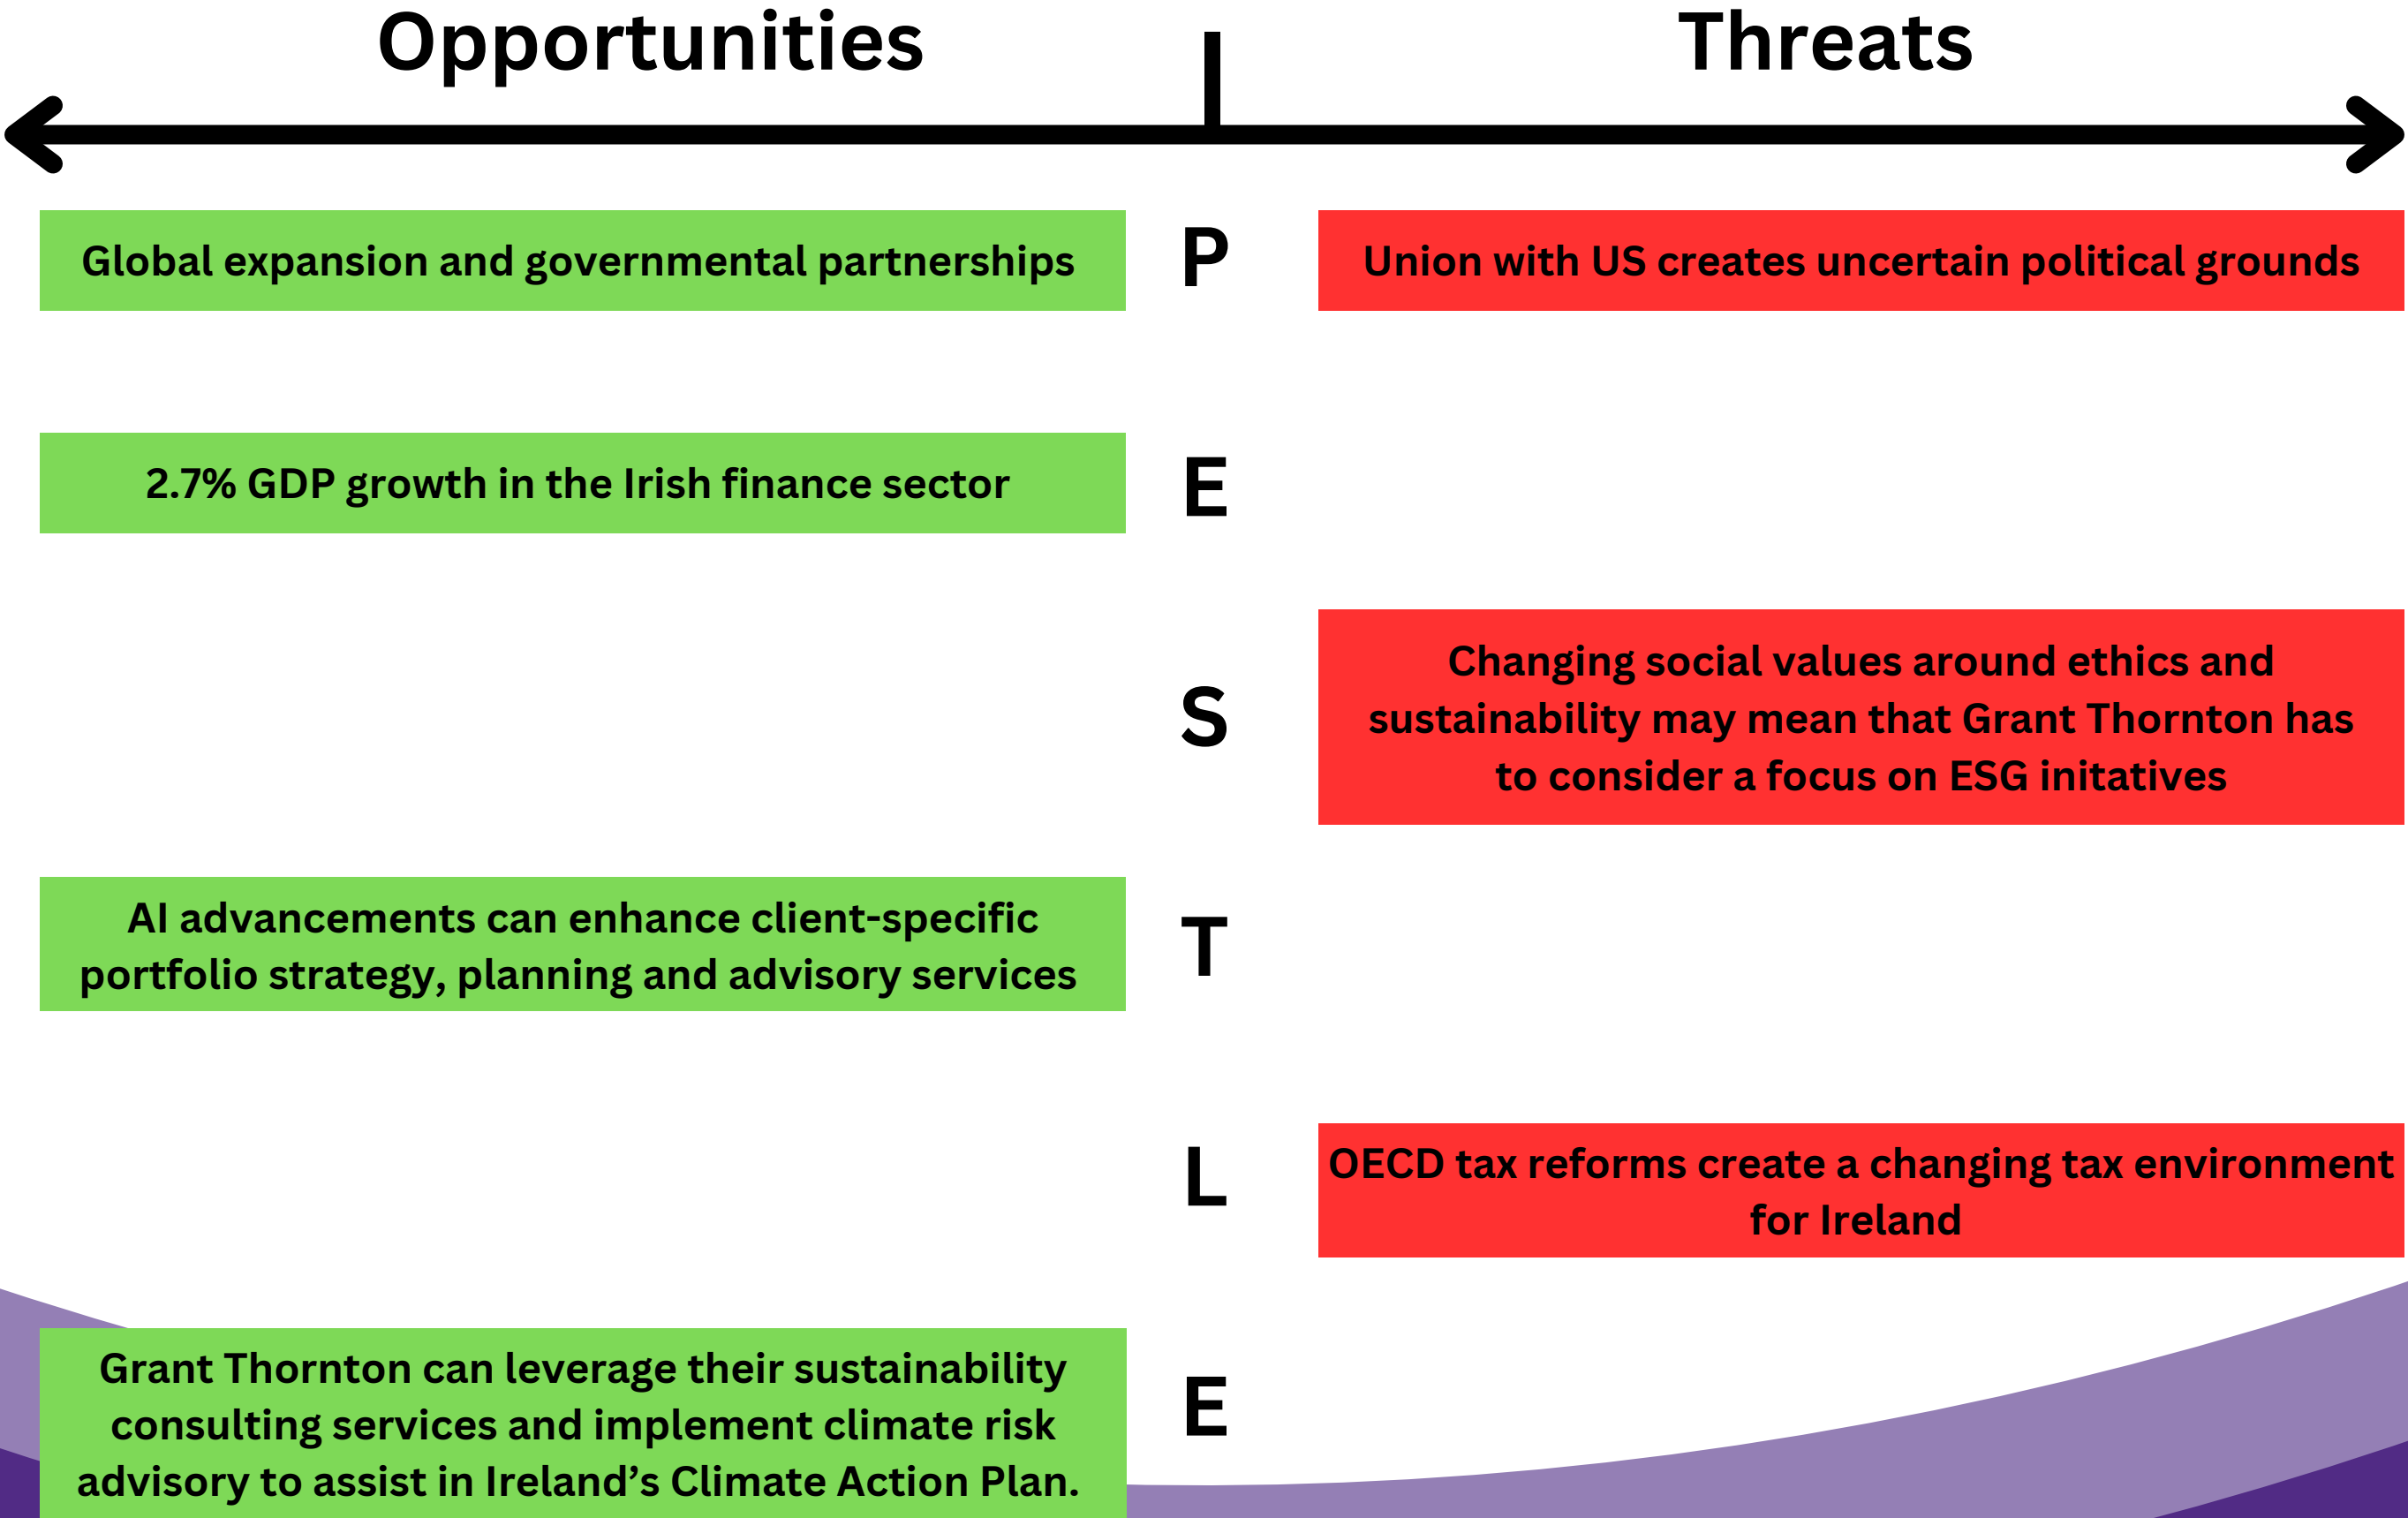 Opportunities
Threats
Global expansion and governmental partnerships
P
Union with US creates uncertain political grounds
2.7% GDP growth in the Irish finance sector
E
S
Changing social values around ethics and
sustainability may mean that Grant Thornton has
to consider a focus on ESG initatives
AI advancements can enhance client-specific
portfolio strategy, planning and advisory services
T
L
OECD tax reforms create a changing tax environment
for Ireland
Grant Thornton can leverage their sustainability
consulting services and implement climate risk
advisory to assist in Ireland’s Climate Action Plan.
E